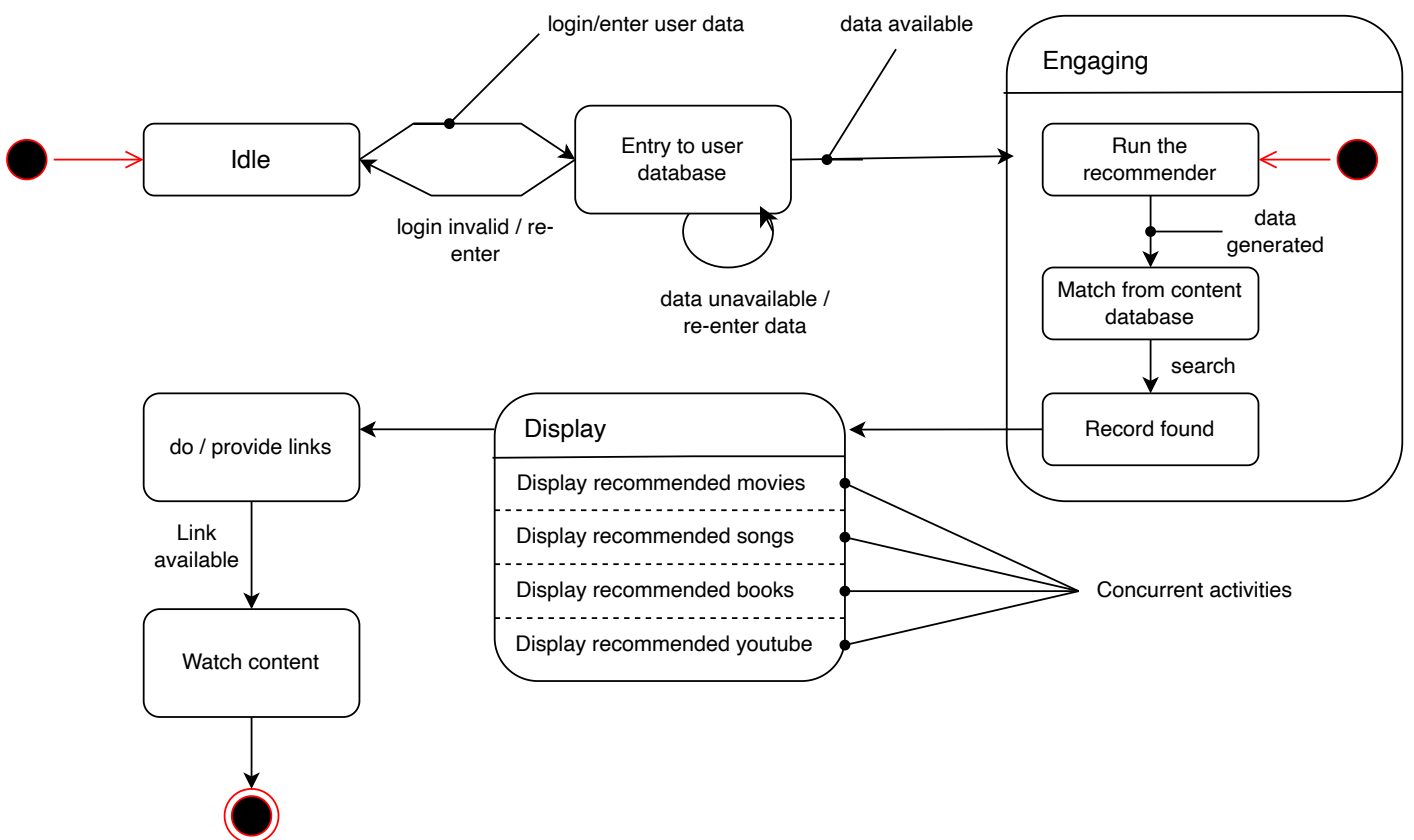 login/enter user data
data available
Engaging
Idle
Entry to user
database
Run the
recommender
login invalid / re-
enter
data
generated
data unavailable /
re-enter data
Match from content
database
search
do / provide links
Display
Record found
Display recommended movies
Display recommended songs
Display recommended books
Display recommended youtube
Concurrent activities
Link
available
Watch content